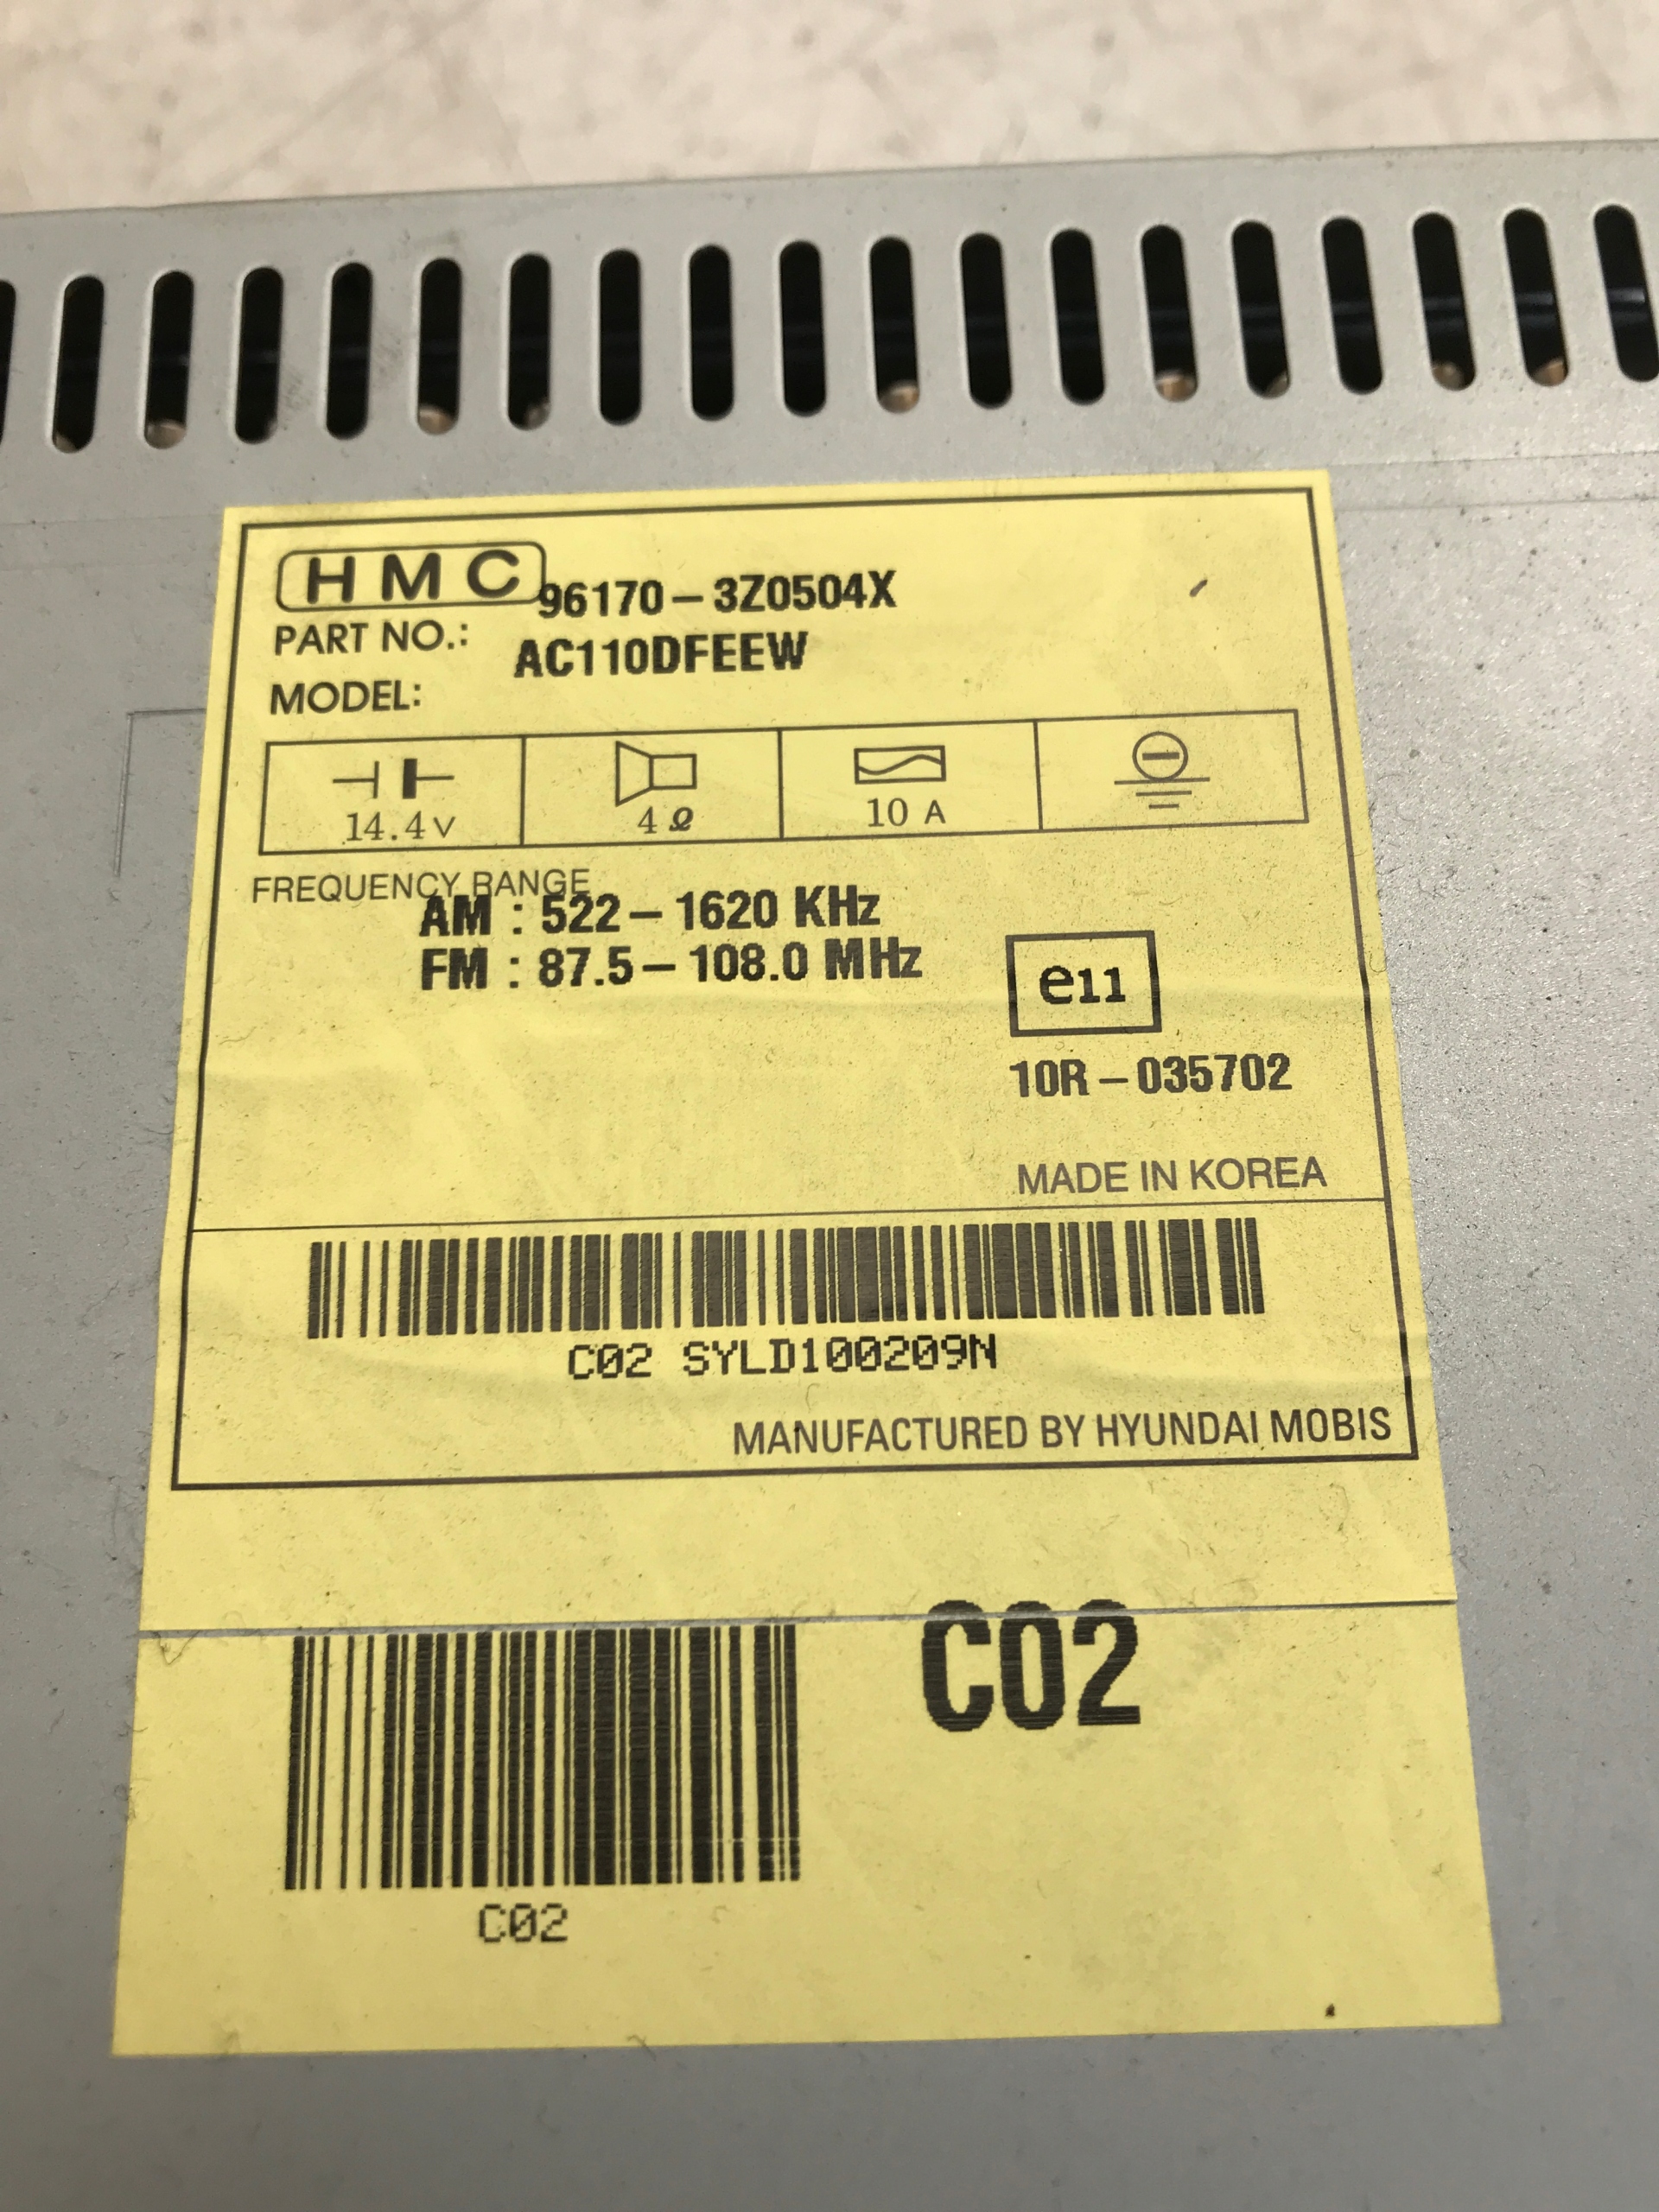 HMC
PART NO.: 96170-3Z0504X
MODEL: AC110DFEEW
14.4V 4Ω 10 A
FREQUENCY RANGE
AM : 522-1620 KHz
FM : 87.5-108.0 MHz
e11
10R-035702
MADE IN KOREA
C02 SYLD100209N
MANUFACTURED BY HYUNDAI MOBIS
C02
C02